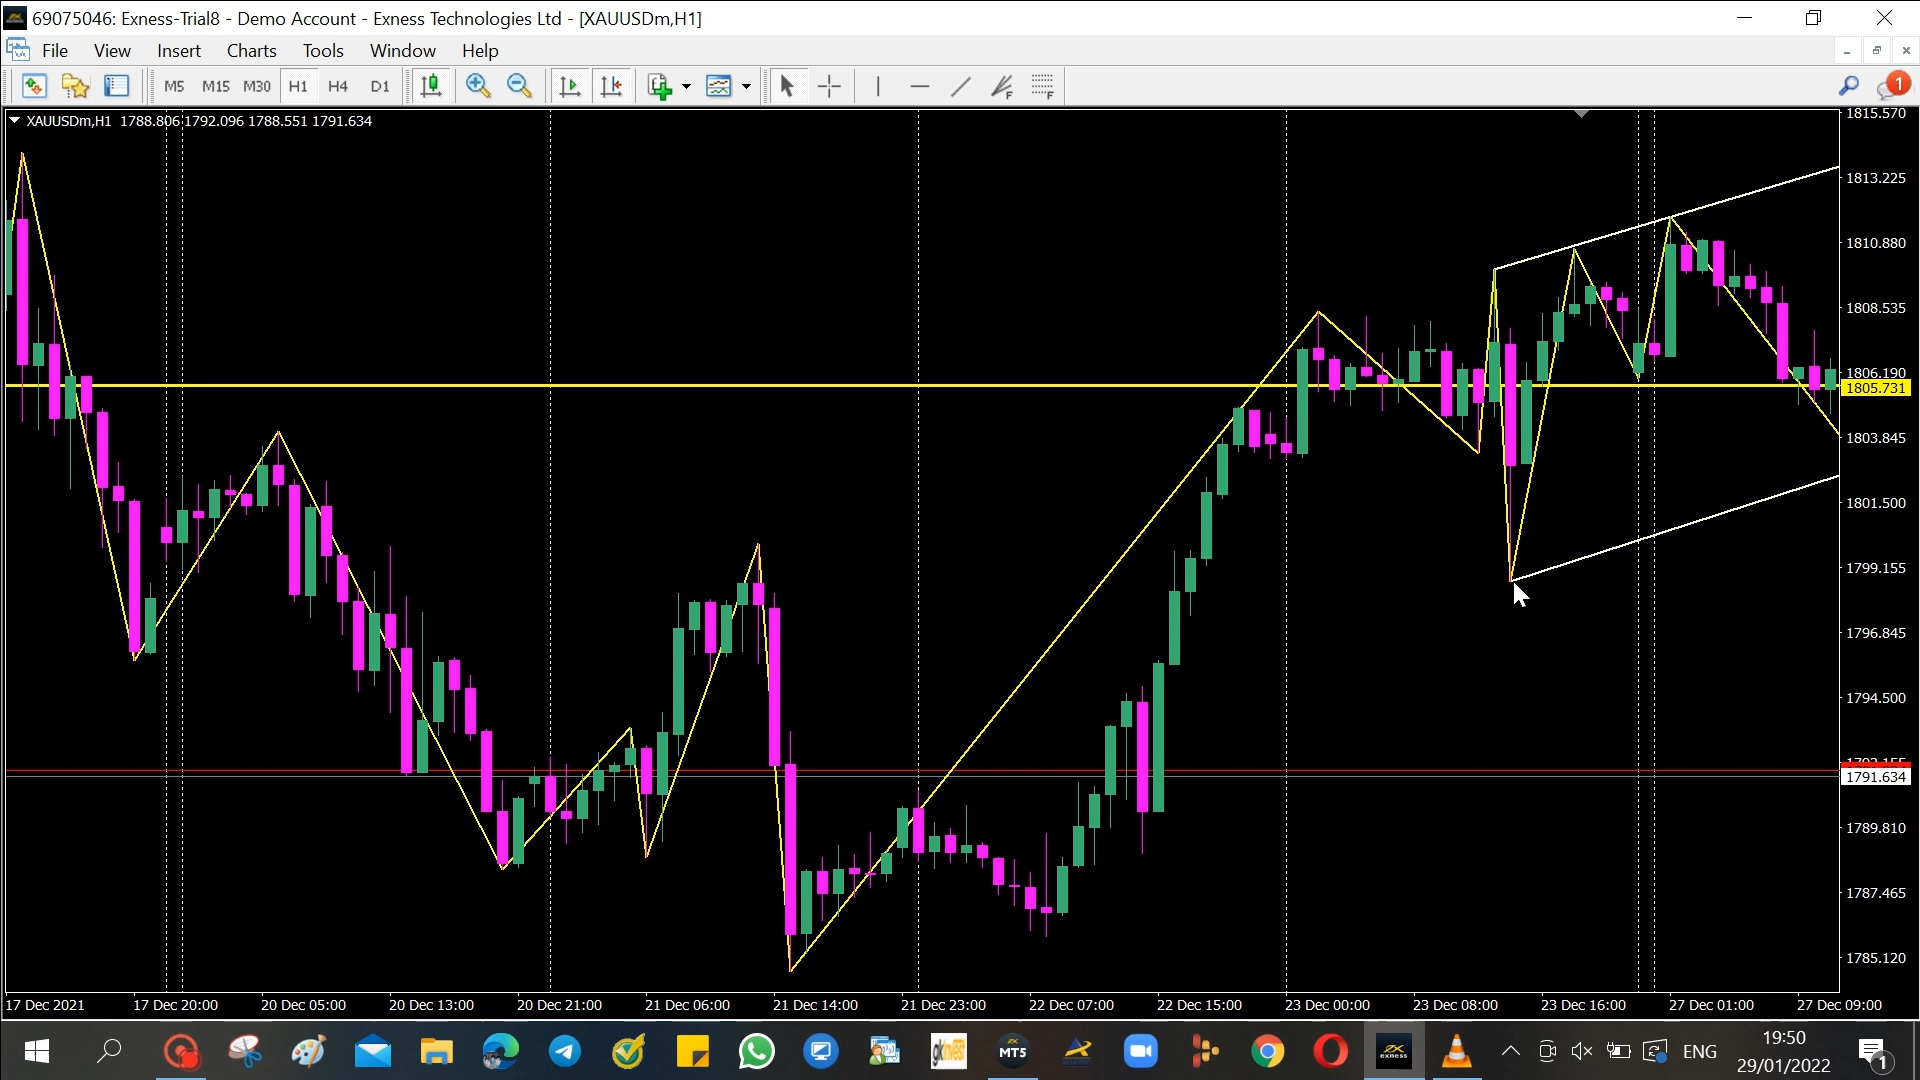 69075046: Exness-Trial8 - Demo Account - Exness Technologies Ltd - [XAUUSDm,H1]
File View Insert Charts Tools Window Help
M5 M15 M30 H1 H4 D1 1
XAUUSDm,H1 1788.806 1792.096 1788.551 1791.634
1815.570
1813.225
1810.880
1808.535
1806.190
1805.731
1803.845
1801.500
1799.155
1796.845
1794.500
1791.634
1789.810
1787.465
1785.120
17 Dec 2021 17 Dec 20:00 20 Dec 05:00 20 Dec 13:00 20 Dec 21:00 21 Dec 06:00 21 Dec 14:00 21 Dec 23:00 22 Dec 07:00 22 Dec 15:00 23 Dec 00:00 23 Dec 08:00 23 Dec 16:00 27 Dec 01:00 27 Dec 09:00
MT5 exness ENG 19:50
29/01/2022 1